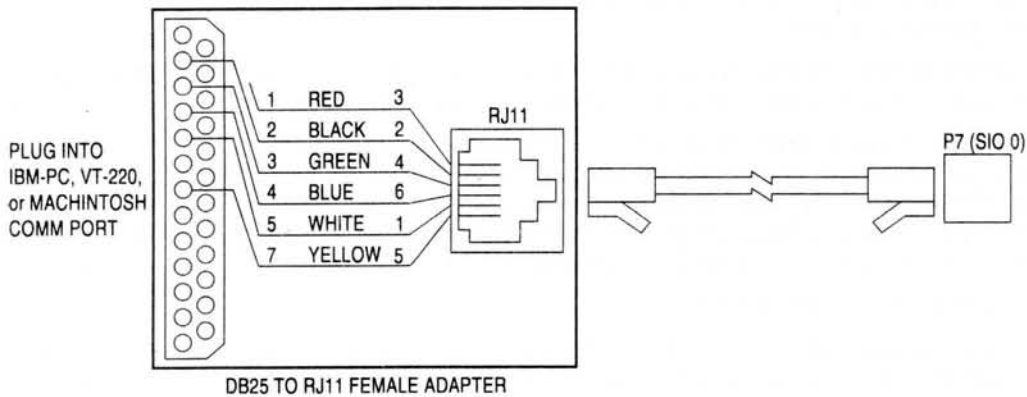 PLUG INTO
IBM-PC, VT-220,
or MACHINTOSH
COMM PORT
1 RED 3
2 BLACK 2
3 GREEN 4
4 BLUE 6
5 WHITE 1
7 YELLOW 5
RJ11
P7 (SIO 0)
DB25 TO RJ11 FEMALE ADAPTER